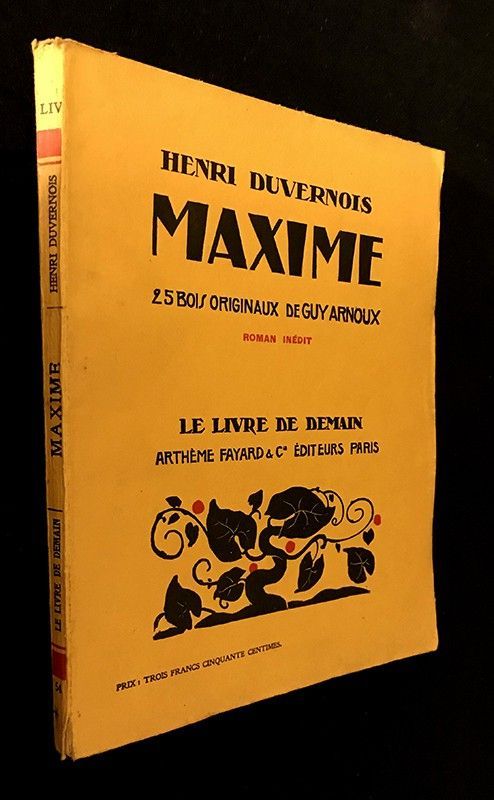 HENRI DUVERNOIS
MAXIME
25 BOIS ORIGINAUX DE GUY ARNOUX
ROMAN INÉDIT
LE LIVRE DE DEMAIN
ARTHÈME FAYARD & Cie ÉDITEURS PARIS
PRIX : TROIS FRANCS CINQUANTE CENTIMES.
LIV
HENRI DUVERNOIS
MAXIME
LE LIVRE DE DEMAIN
54